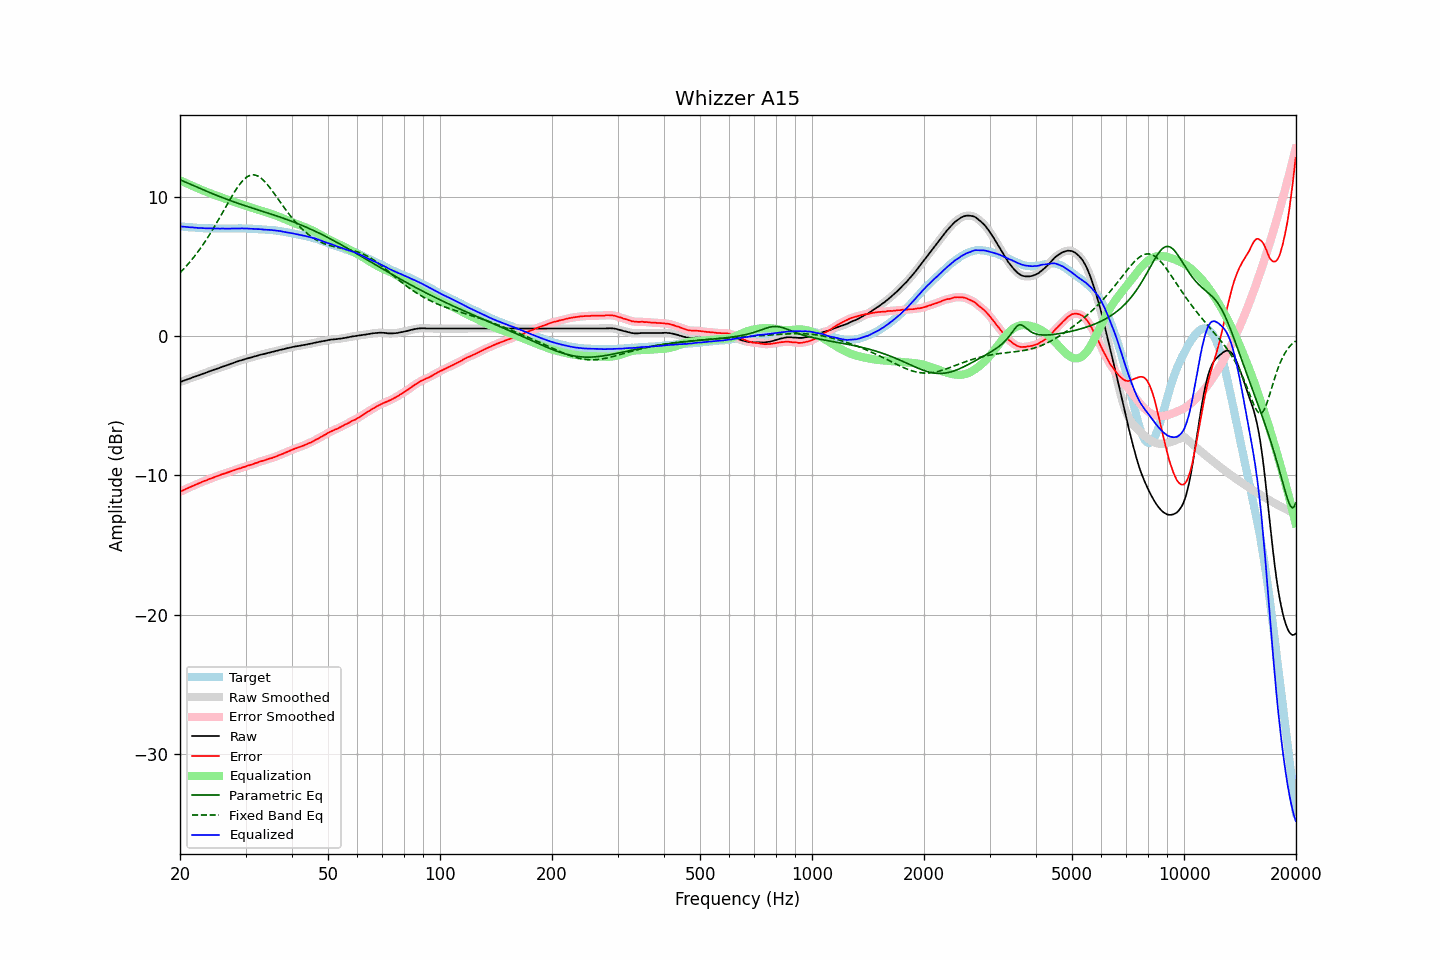 Whizzer A15
10
0
−10
−20
−30
Amplitude (dBr)
Target
Raw Smoothed
Error Smoothed
Raw
Error
Equalization
Parametric Eq
Fixed Band Eq
Equalized
20 50 100 200 500 1000 2000 5000 10000 20000
Frequency (Hz)